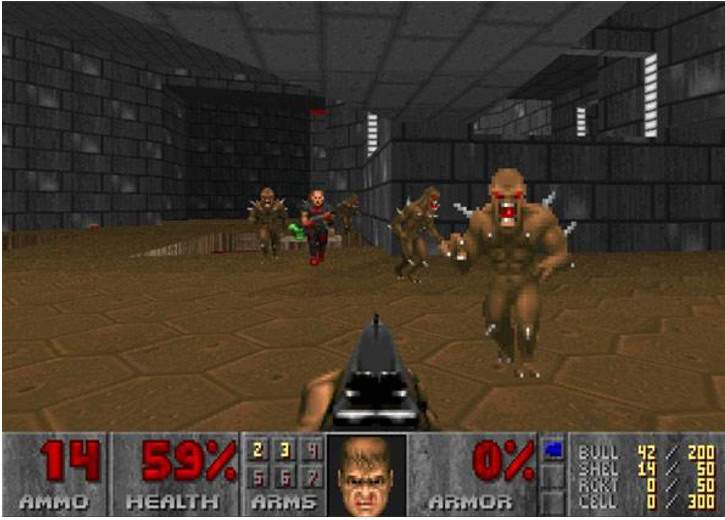 14 59% 2 3 4 0% BULL 42 / 200
5 6 7 SHEL 14 / 50
RCKT 0 / 50
AMMO HEALTH ARMS ARMOR CELL 0 / 300